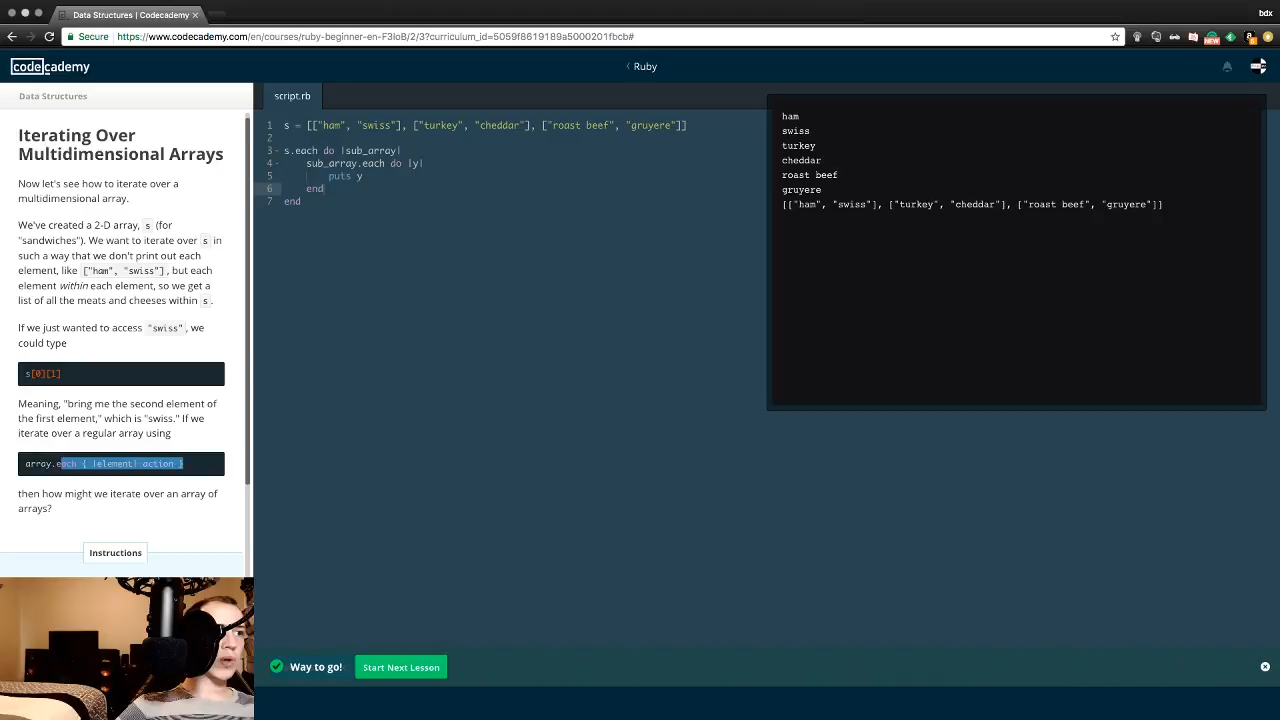 Data Structures | Codecademy
bdx
Secure https://www.codecademy.com/en/courses/ruby-beginner-en-F3loB/2/3?curriculum_id=5059f8619189a5000201fbcb#
NEW
codecademy
Ruby
Data Structures
Iterating Over
Multidimensional Arrays
Now let's see how to iterate over a
multidimensional array.
We've created a 2-D array, s (for
"sandwiches"). We want to iterate over s in
such a way that we don't print out each
element, like ["ham", "swiss"], but each
element within each element, so we get a
list of all the meats and cheeses within s.
If we just wanted to access "swiss", we
could type
s[0][1]
Meaning, "bring me the second element of
the first element," which is "swiss." If we
iterate over a regular array using
array.each { |element| action }
then how might we iterate over an array of
arrays?
Instructions
script.rb
1 s = [["ham", "swiss"], ["turkey", "cheddar"], ["roast beef", "gruyere"]]
2
3 s.each do |sub_array|
4 sub_array.each do |y|
5 puts y
6 end
7 end
ham
swiss
turkey
cheddar
roast beef
gruyere
[["ham", "swiss"], ["turkey", "cheddar"], ["roast beef", "gruyere"]]
Way to go!
Start Next Lesson